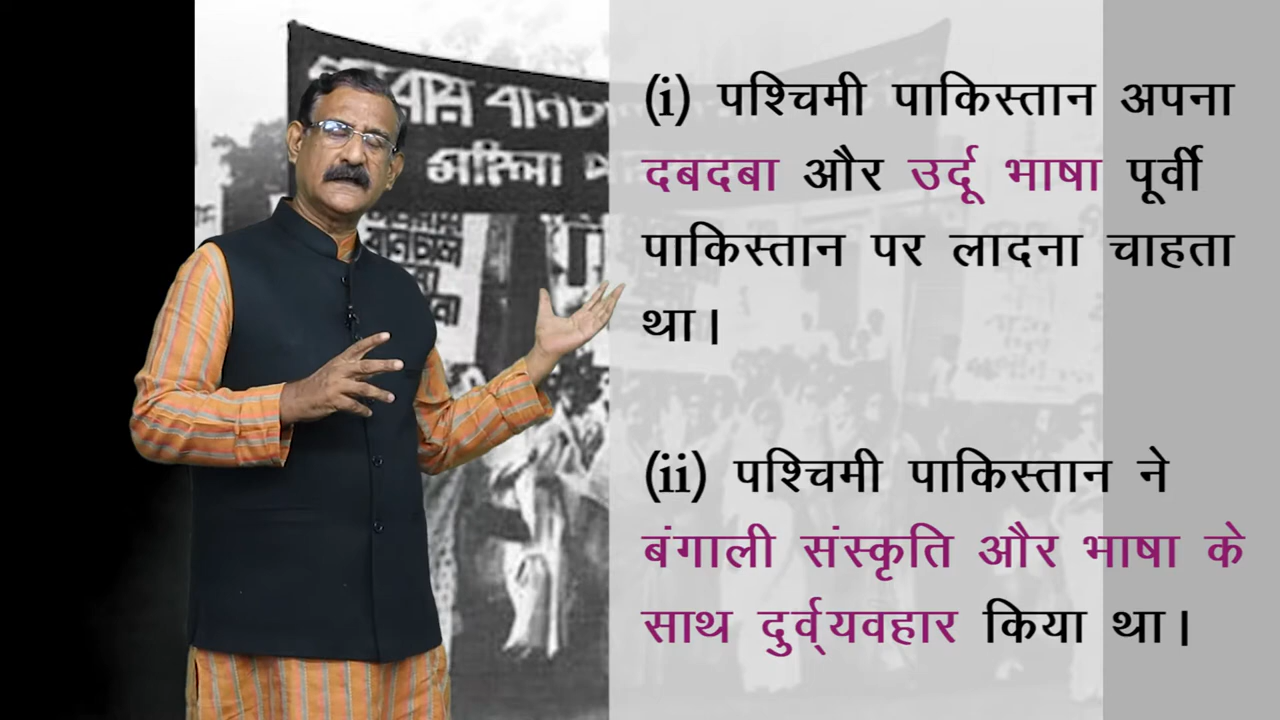 (i) पश्चिमी पाकिस्तान अपना
दबदबा और उर्दू भाषा पूर्वी
पाकिस्तान पर लादना चाहता
था।
(ii) पश्चिमी पाकिस्तान ने
बंगाली संस्कृति और भाषा के
साथ दुर्व्‍यवहार किया था।